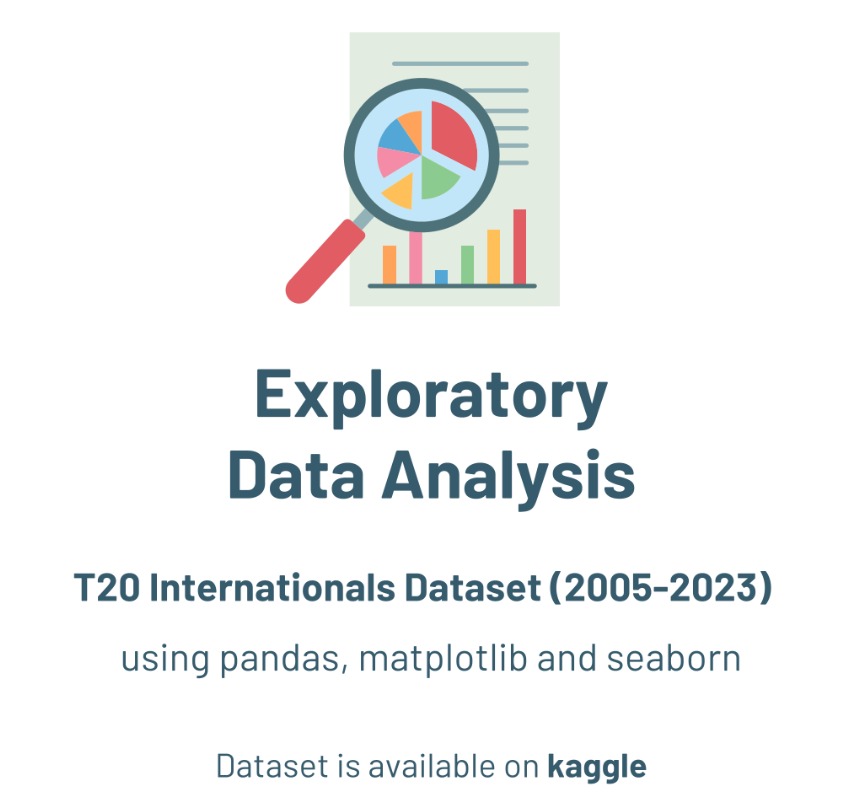 Exploratory
Data Analysis
T20 Internationals Dataset (2005-2023)
using pandas, matplotlib and seaborn
Dataset is available on kaggle